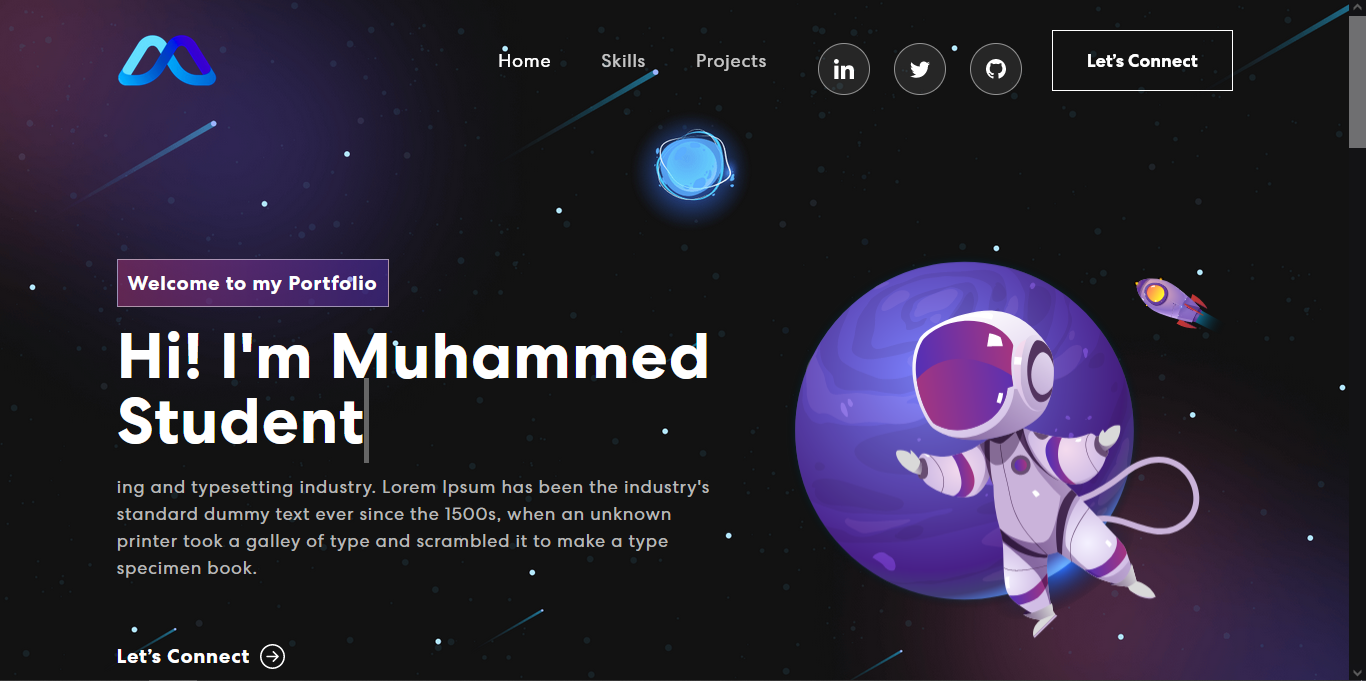 Home Skills Projects in Let's Connect
Welcome to my Portfolio
Hi! I'm Muhammed
Student
ing and typesetting industry. Lorem Ipsum has been the industry's
standard dummy text ever since the 1500s, when an unknown
printer took a galley of type and scrambled it to make a type
specimen book.
Let’s Connect